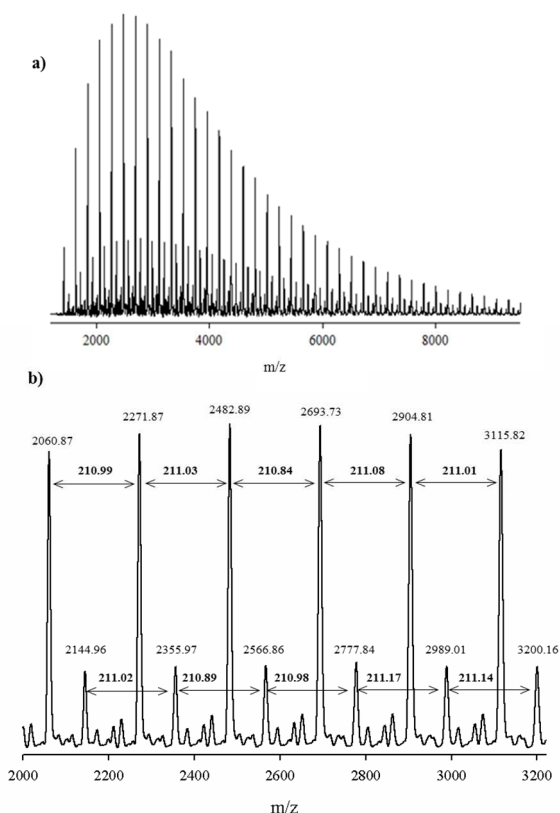 a)
2000 4000 6000 8000
m/z
b)
2060.87 2271.87 2482.89 2693.73 2904.81 3115.82
210.99 211.03 210.84 211.08 211.01
2144.96 2355.97 2566.86 2777.84 2989.01 3200.16
211.02 210.89 210.98 211.17 211.14
2000 2200 2400 2600 2800 3000 3200
m/z